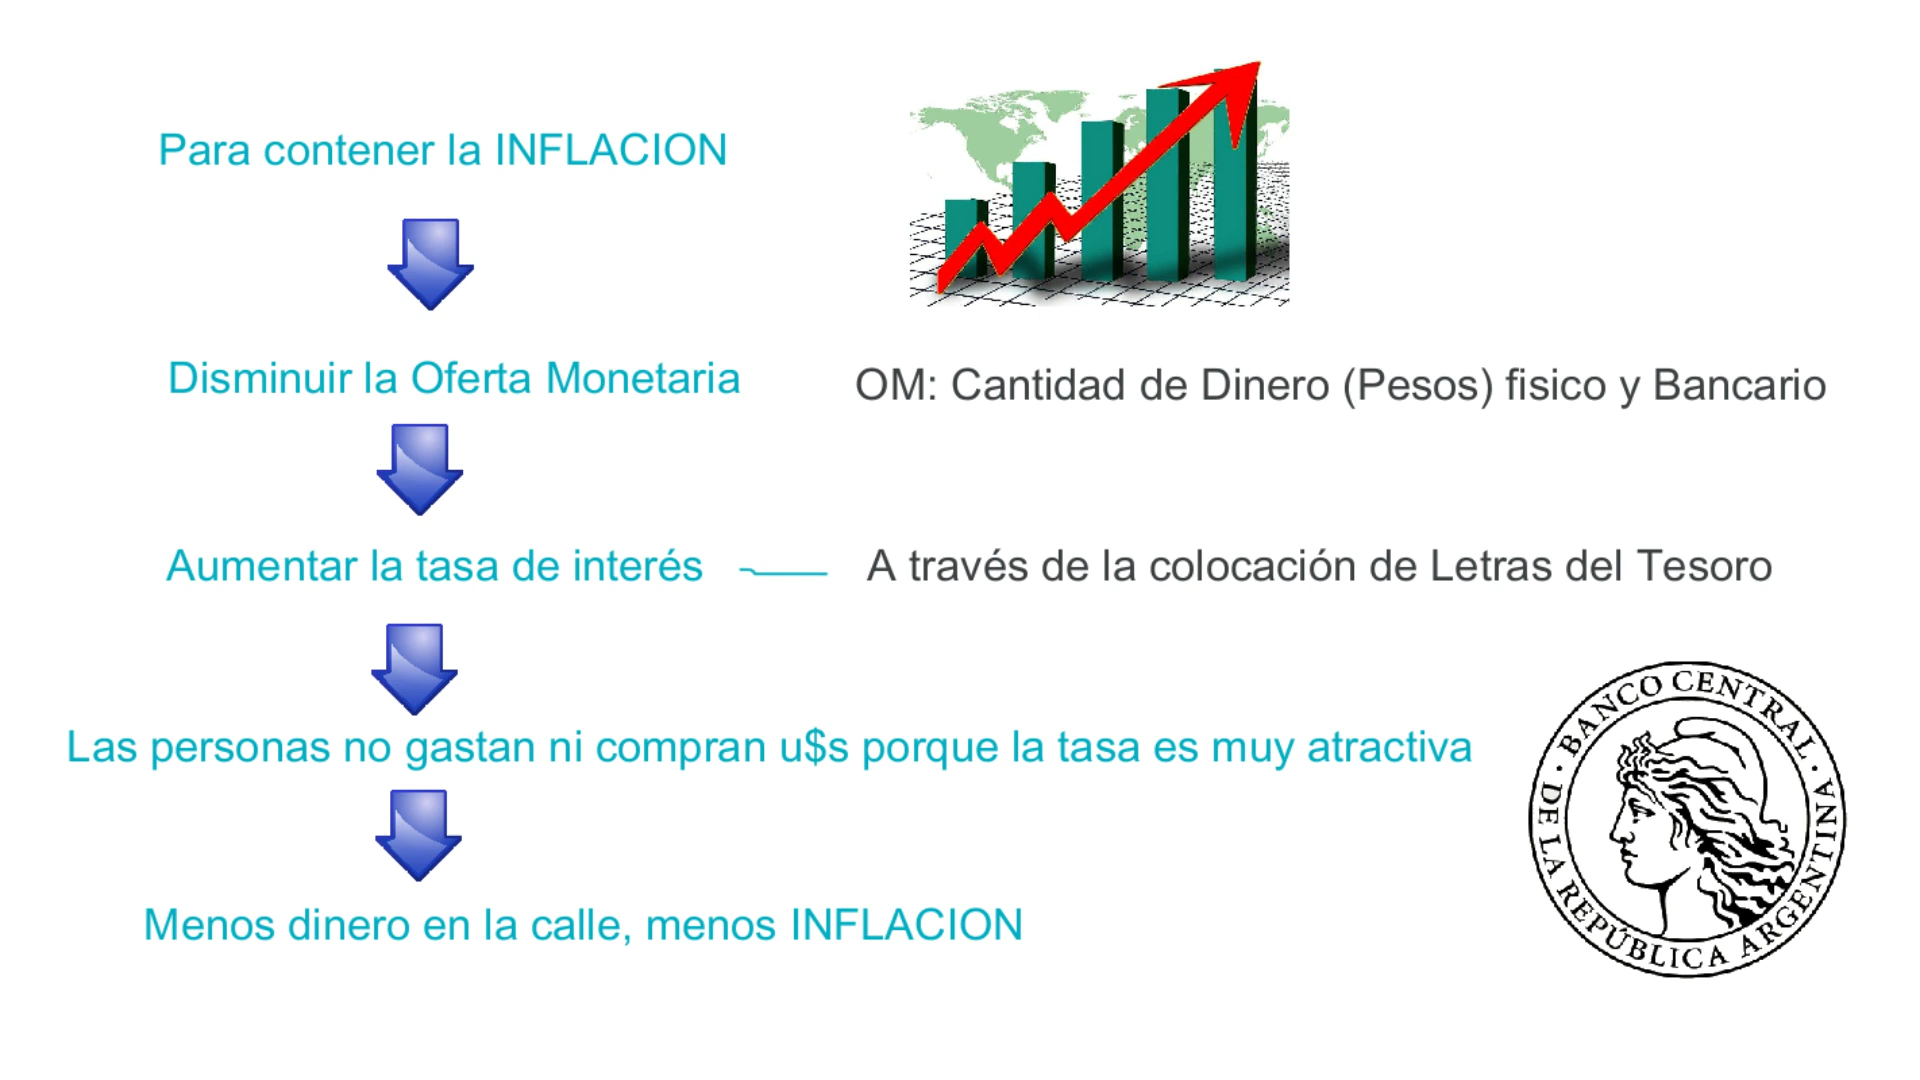 Para contener la INFLACION
Disminuir la Oferta Monetaria
OM: Cantidad de Dinero (Pesos) fisico y Bancario
Aumentar la tasa de interés
A través de la colocación de Letras del Tesoro
Las personas no gastan ni compran u$s porque la tasa es muy atractiva
Menos dinero en la calle, menos INFLACION
· BANCO CENTRAL · DE LA REPÚBLICA ARGENTINA